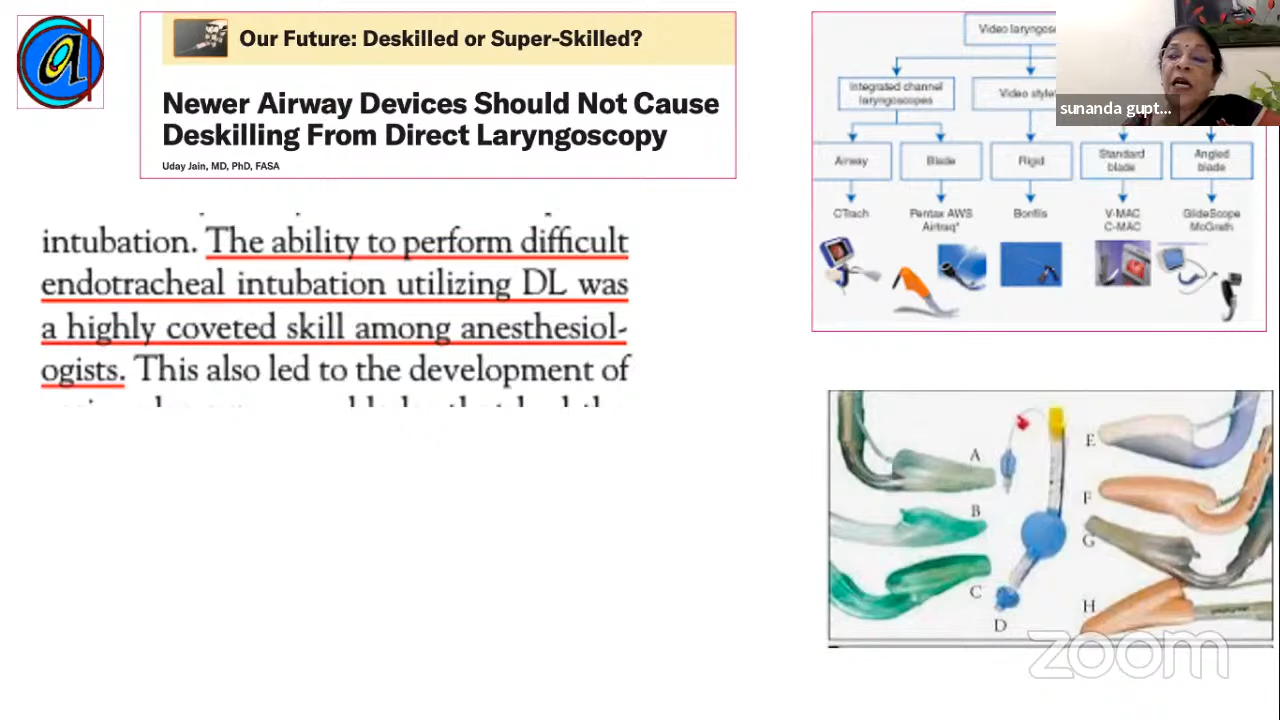 Our Future: Deskilled or Super-Skilled?
Newer Airway Devices Should Not Cause
Deskilling From Direct Laryngoscopy
Uday Jain, MD, PhD, FASA
intubation. The ability to perform difficult
endotracheal intubation utilizing DL was
a highly coveted skill among anesthesiol-
ogists. This also led to the development of
Video
Integrated channel
laryngoscopes
Video
Airway
Blade
Rigid
Standard
blade
Angled
blade
CTrach
Pentax AWS
Airtraq*
Bonfils
V-MAC
C-MAC
GlideScope
McGrath
sunanda gupt...
A
B
C
D
E
F
G
H
zoom